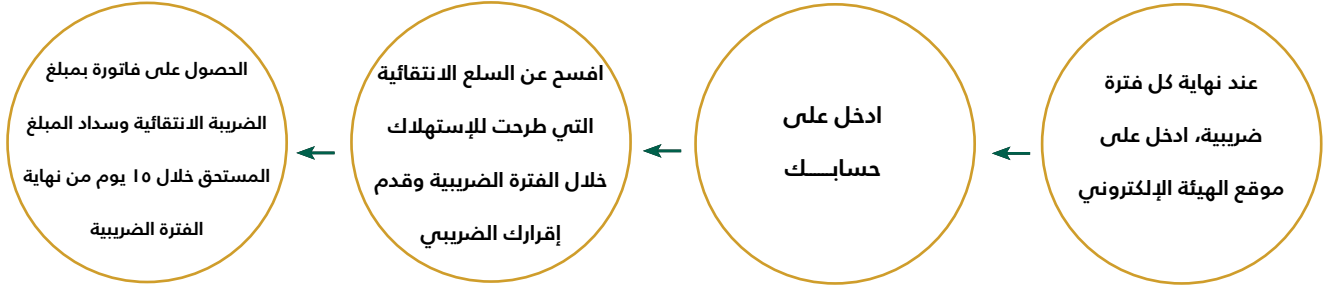 عند نهاية كل فترة
ضريبية، ادخل على
موقع الهيئة الإلكتروني
ادخل على
حسابـــــك
افسح عن السلع الانتقائية
التي طرحت للإستهلاك
خلال الفترة الضريبية وقدم
إقرارك الضريبي
الحصول على فاتورة بمبلغ
الضريبة الانتقائية وسداد المبلغ
المستحق خلال ١٥ يوم من نهاية
الفترة الضريبية